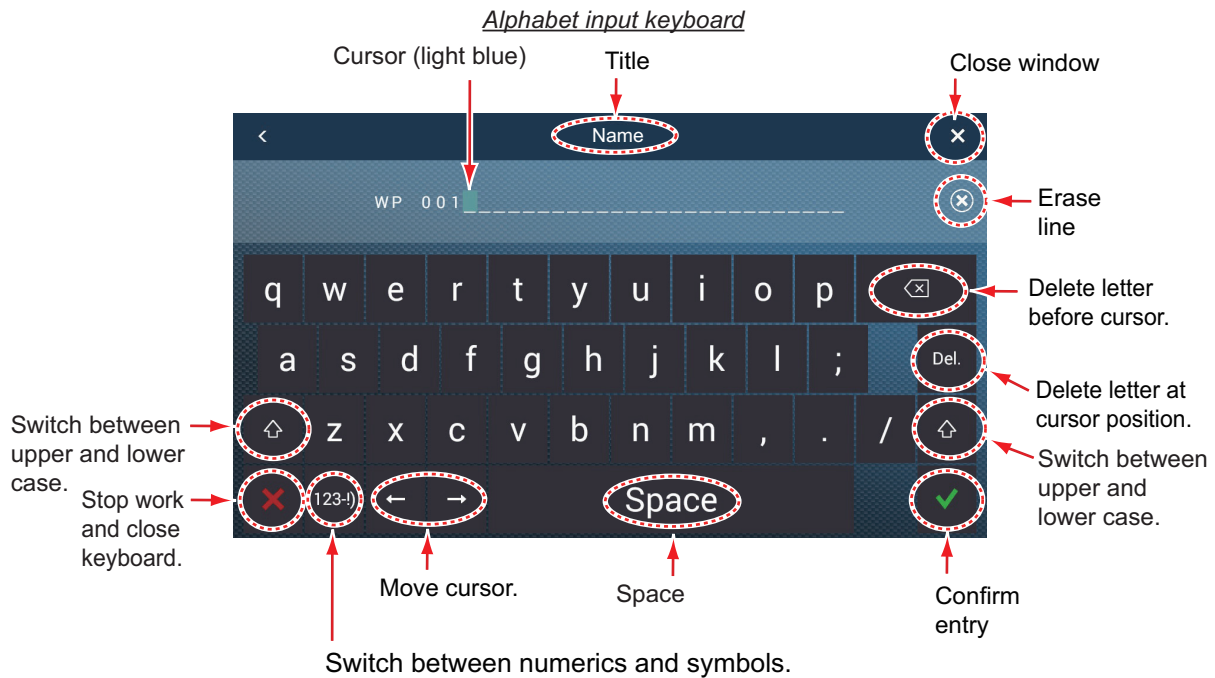 Alphabet input keyboard
Cursor (light blue)
Title
Close window
Name
WP 001
Erase
line
q w e r t y u i o p
Delete letter
before cursor.
a s d f g h j k l ;
Del.
Delete letter at
cursor position.
Switch between
upper and lower
case.
z x c v b n m , . /
Switch between
upper and
lower case.
Stop work
and close
keyboard.
123-!)
← →
Space
Move cursor.
Space
Confirm
entry
Switch between numerics and symbols.